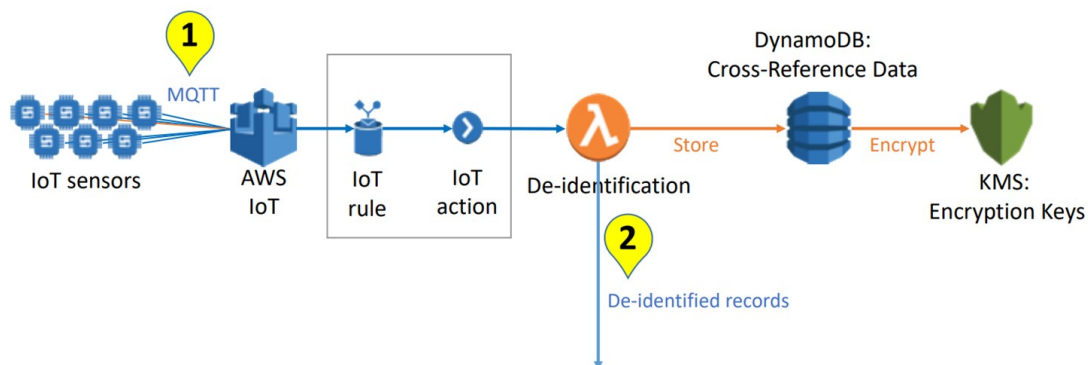 1
MQTT
IoT sensors
AWS
IoT
IoT
rule
IoT
action
De-identification
Store
DynamoDB:
Cross-Reference Data
Encrypt
KMS:
Encryption Keys
2
De-identified records